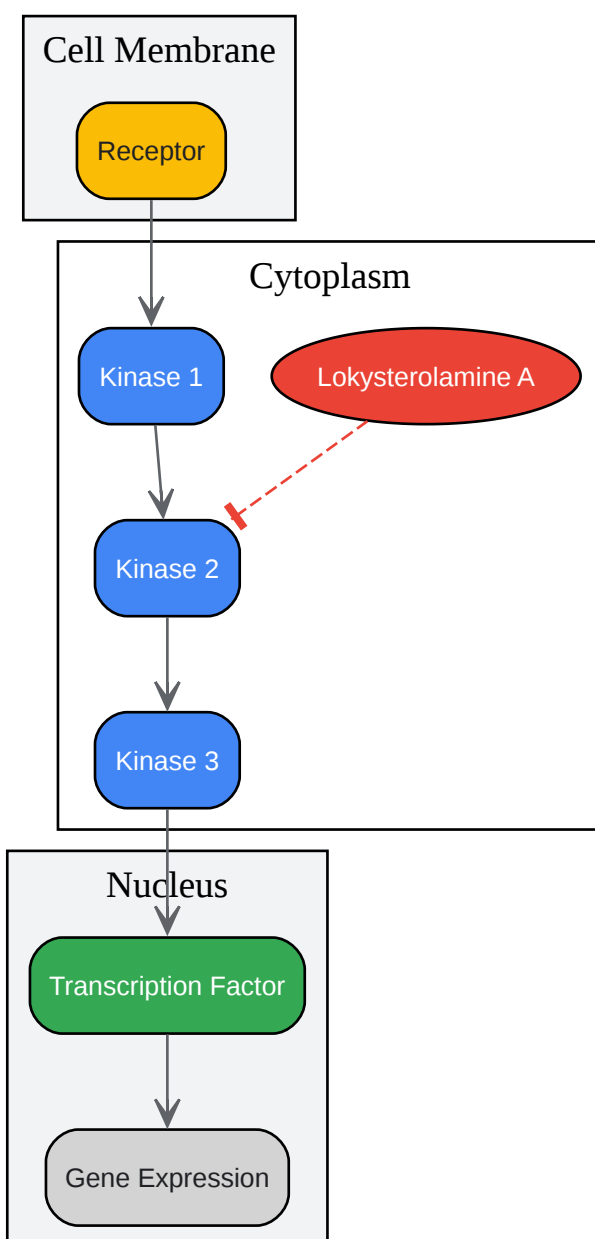 Cell Membrane
Receptor
Cytoplasm
Kinase 1
Lokysterolamine A
Kinase 2
Kinase 3
Nucleus
Transcription Factor
Gene Expression